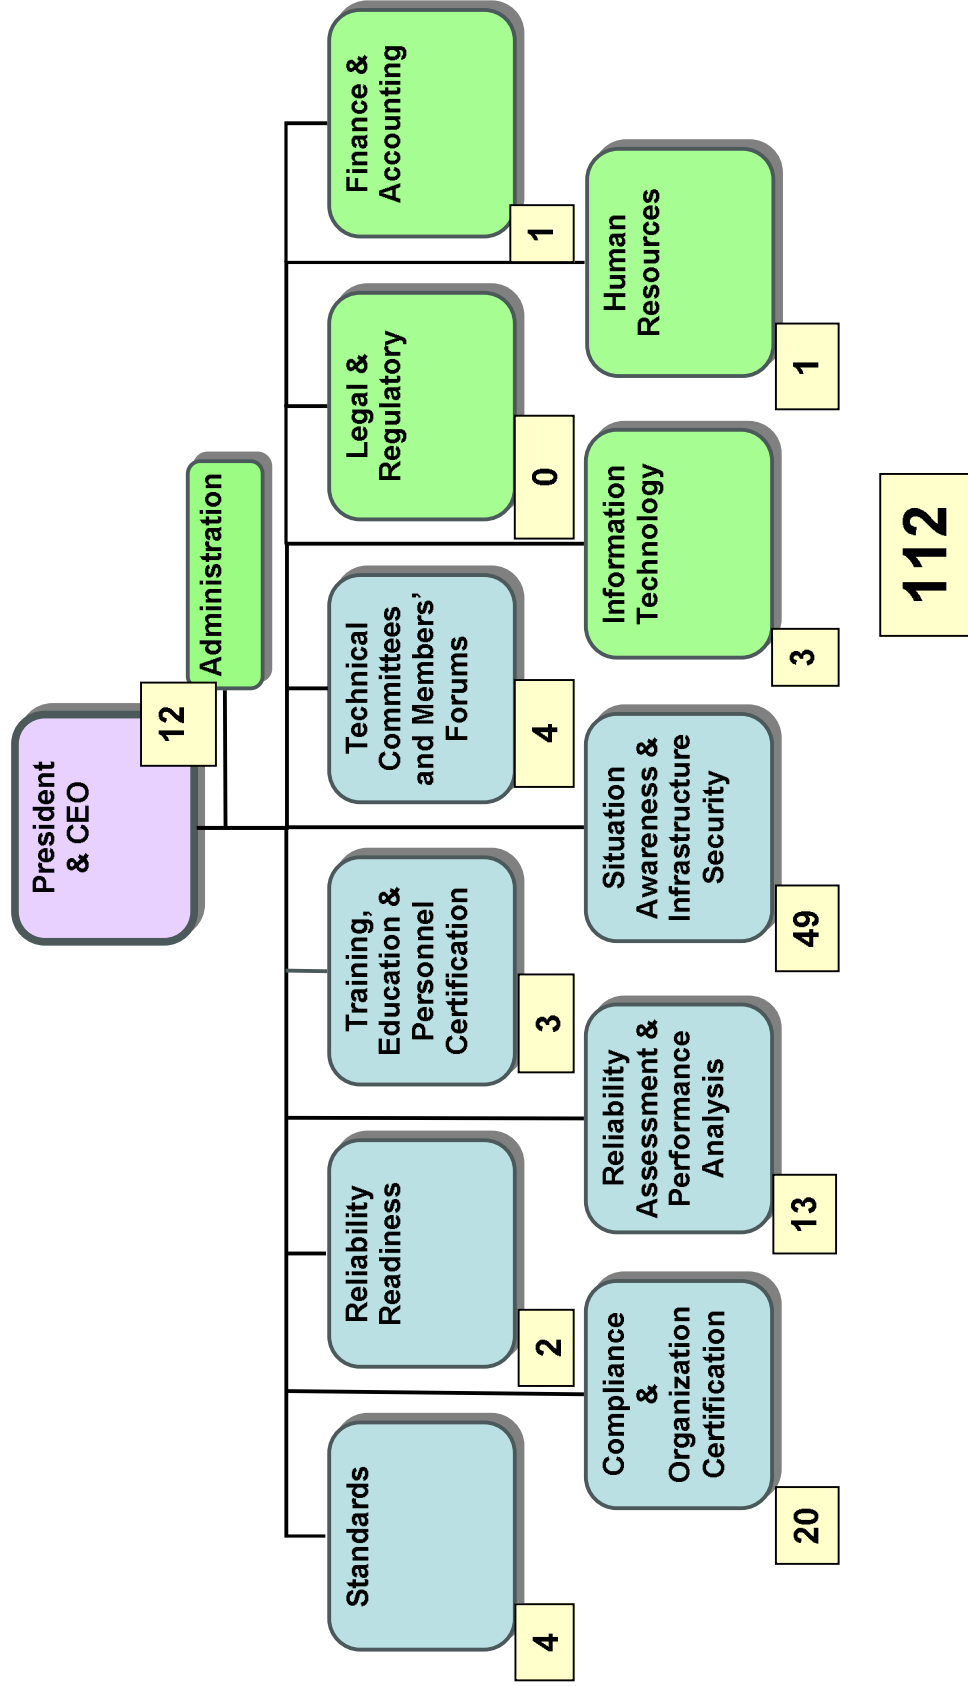 President
& CEO
12
Administration
Standards
4
Reliability
Readiness
2
Training,
Education &
Personnel
Certification
3
Technical
Committees
and Members’
Forums
4
Legal &
Regulatory
0
Finance &
Accounting
1
Compliance
&
Organization
Certification
20
Reliability
Assessment &
Performance
Analysis
13
Situation
Awareness &
Infrastructure
Security
49
Information
Technology
3
Human
Resources
1
112